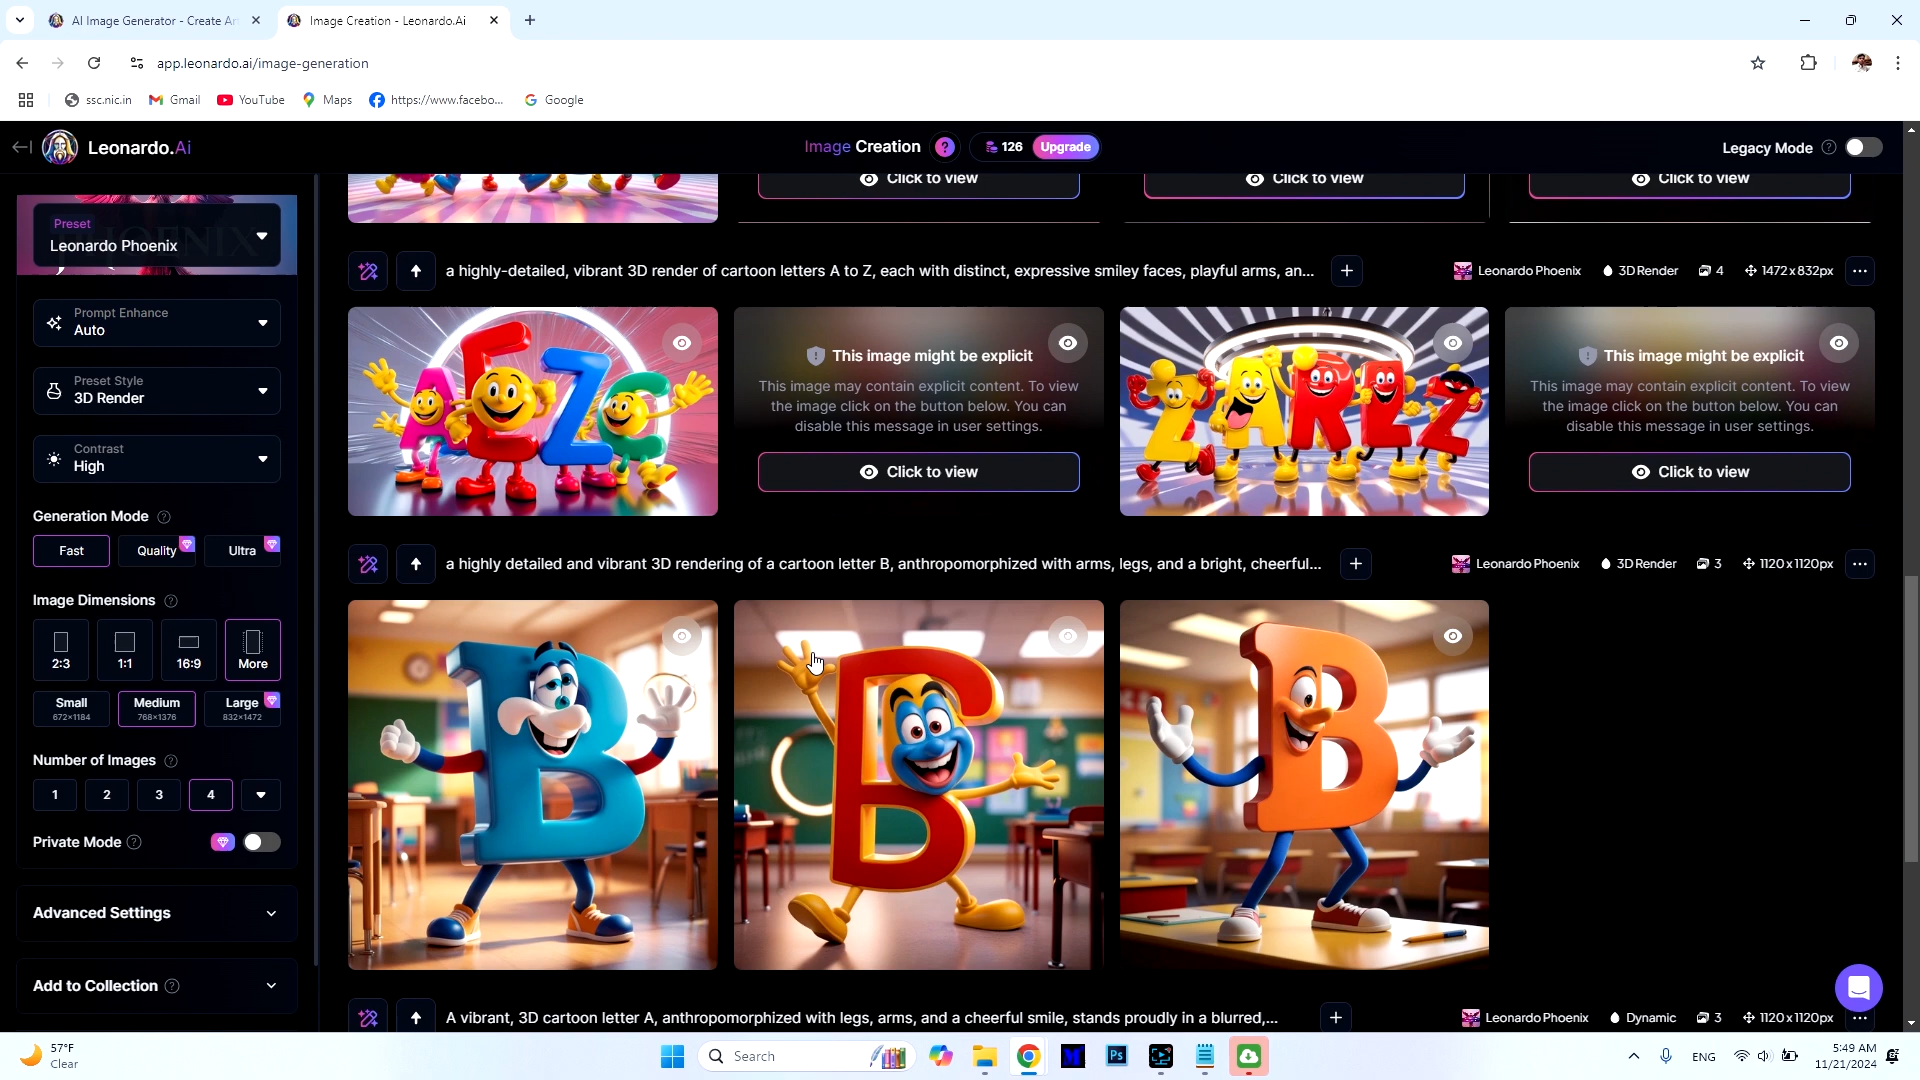 AI Image Generator - Create Ar
Image Creation - Leonardo.Ai
app.leonardo.ai/image-generation
ssc.nic.in
Gmail
YouTube
Maps
https://www.facebo...
Google
Leonardo.Ai
Image Creation
?
126
Upgrade
Legacy Mode
Preset
Leonardo Phoenix
Click to view
Click to view
Click to view
a highly-detailed, vibrant 3D render of cartoon letters A to Z, each with distinct, expressive smiley faces, playful arms, an...
Leonardo Phoenix
3D Render
4
1472 x 832px
Prompt Enhance
Auto
Preset Style
3D Render
Contrast
High
A E Z C
This image might be explicit
This image may contain explicit content. To view
the image click on the button below. You can
disable this message in user settings.
Click to view
Z A R L Z
This image might be explicit
This image may contain explicit content. To view
the image click on the button below. You can
disable this message in user settings.
Click to view
Generation Mode
Fast
Quality
Ultra
a highly detailed and vibrant 3D rendering of a cartoon letter B, anthropomorphized with arms, legs, and a bright, cheerful...
Leonardo Phoenix
3D Render
3
1120 x 1120px
Image Dimensions
2:3
1:1
16:9
More
Small
672×1184
Medium
768×1376
Large
832×1472
Number of Images
1
2
3
4
Private Mode
Advanced Settings
Add to Collection
B
B
B
A vibrant, 3D cartoon letter A, anthropomorphized with legs, arms, and a cheerful smile, stands proudly in a blurred,...
Leonardo Phoenix
Dynamic
3
1120 x 1120px
57°F
Clear
Search
Ps
ENG
5:49 AM
11/21/2024